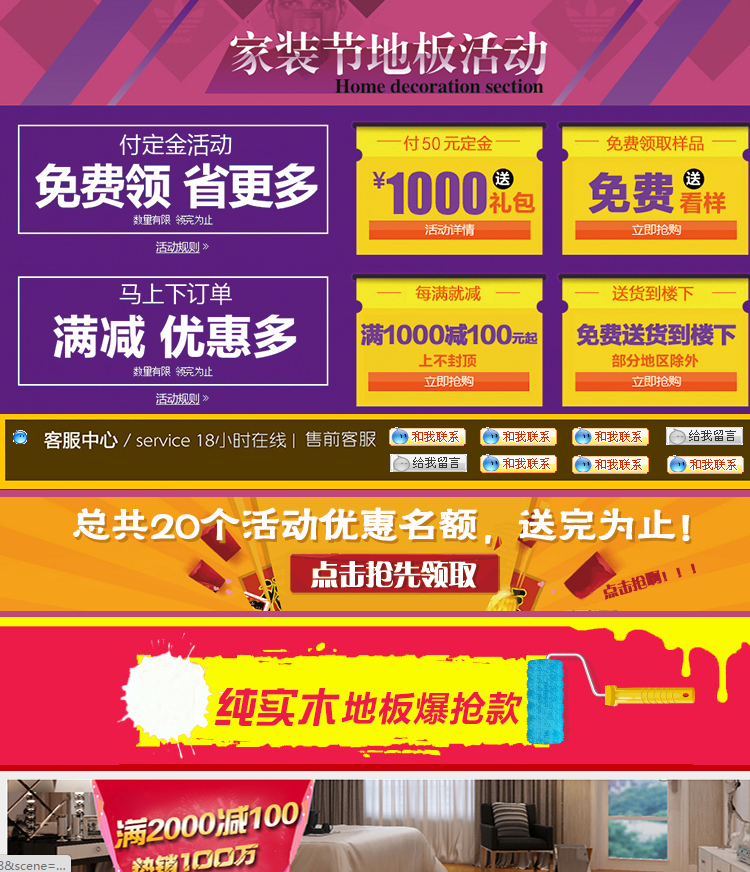 家装节地板活动
Home decoration section
付定金活动
免费领 省更多
数量有限 领完为止
活动规则 »
付50元定金
¥1000送礼包
活动详情
免费领取样品
免费送看样
立即抢购
马上下订单
满减 优惠多
数量有限 领完为止
活动规则 »
每满就减
满1000减100元起
上不封顶
立即抢购
送货到楼下
免费送货到楼下
部分地区除外
立即抢购
客服中心 / service 18小时在线 | 售前客服
和我联系 和我联系 和我联系 给我留言
给我留言 和我联系 和我联系 和我联系
总共20个活动优惠名额，送完为止！
点击抢先领取
点击抢啊！！！
纯实木地板爆抢款
满2000减100
热销100万
3&scene=...